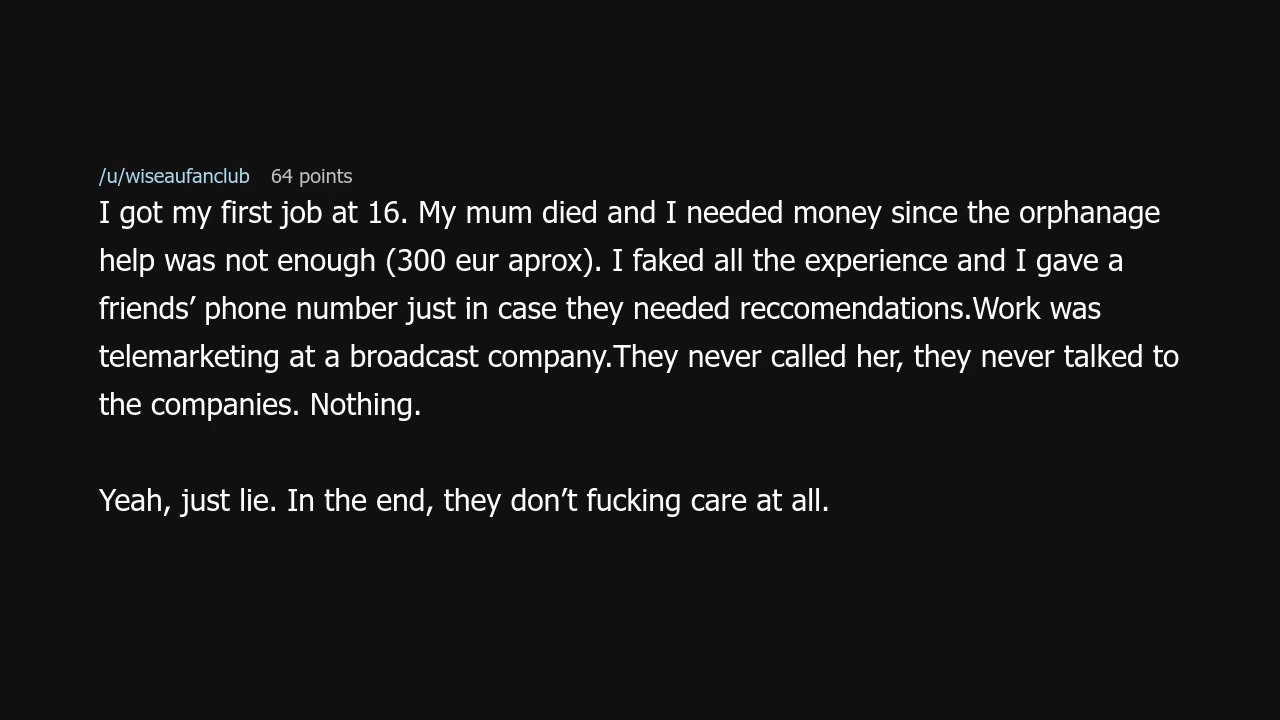 /u/wiseaufanclub 64 points
I got my first job at 16. My mum died and I needed money since the orphanage
help was not enough (300 eur aprox). I faked all the experience and I gave a
friends’ phone number just in case they needed reccomendations.Work was
telemarketing at a broadcast company.They never called her, they never talked to
the companies. Nothing.
Yeah, just lie. In the end, they don’t fucking care at all.